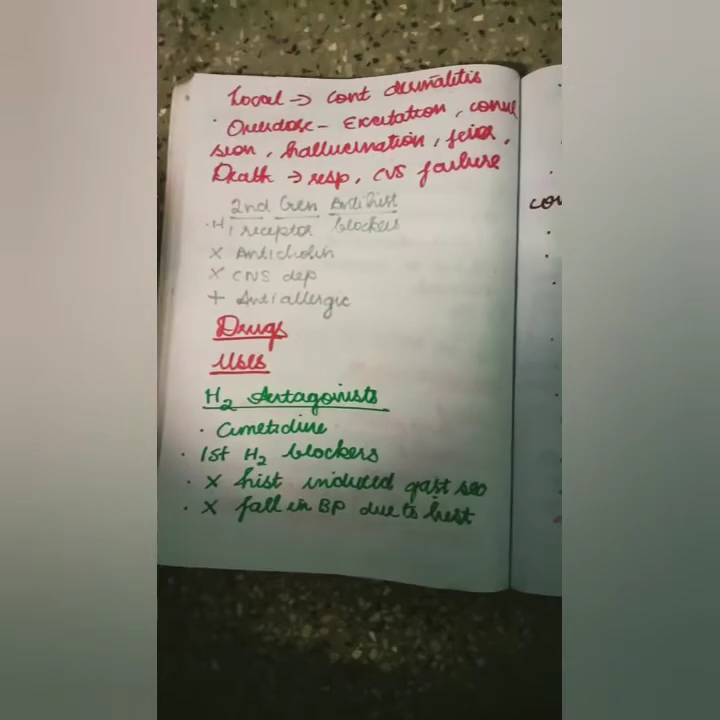 Local → Cont dermatitis
· Overdose - Excitation, convul
sion, hallucination, fever,
Death → resp, CVS failure
2nd Gen Antihist
· H1 receptor blockers
X Anticholin
X CNS dep
+ Antiallergic
Drugs
Uses
H2 Antagonists
· Cimetidine
· 1st H2 blockers
· X hist induced gast sec
· X fall in BP due to hist